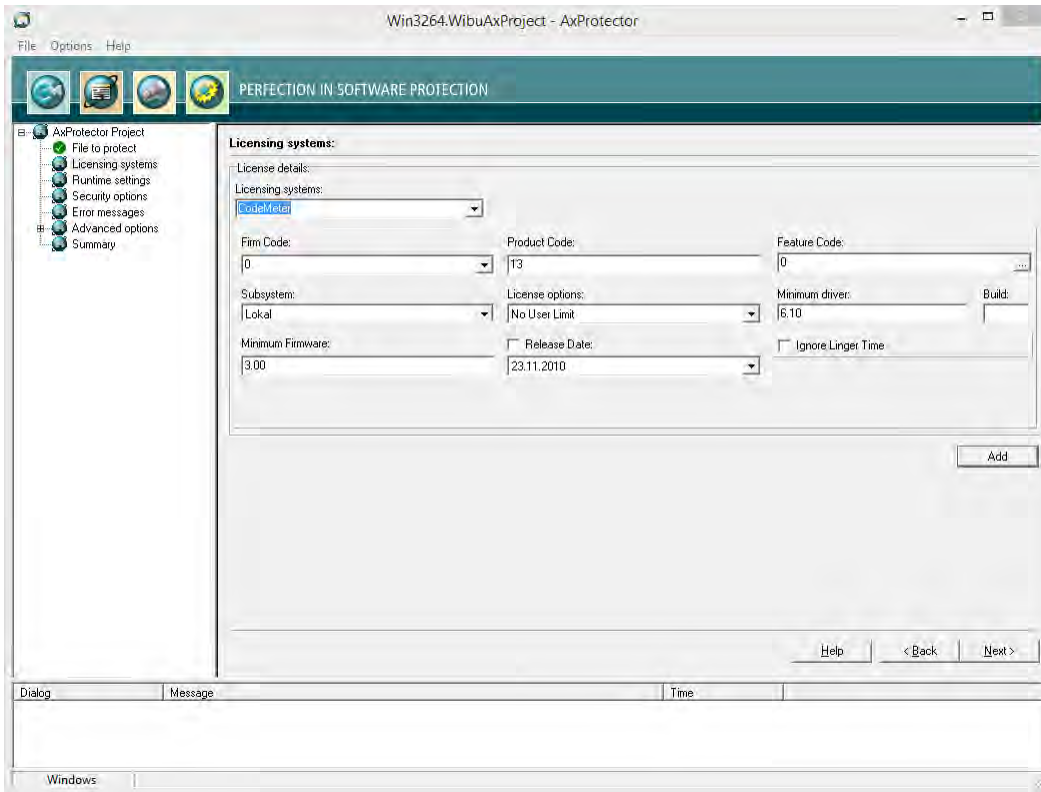 Win3264.WibuAxProject - AxProtector
File Options Help
PERFECTION IN SOFTWARE PROTECTION
AxProtector Project
File to protect
Licensing systems
Runtime settings
Security options
Error messages
Advanced options
Summary
Licensing systems:
License details:
Licensing systems:
CodeMeter
Firm Code: Product Code: Feature Code:
0 13 0 ...
Subsystem: License options: Minimum driver: Build:
Lokal No User Limit 6.10
Minimum Firmware: Release Date: Ignore Linger Time
3.00 23.11.2010
Add
Help < Back Next >
Dialog Message Time
Windows